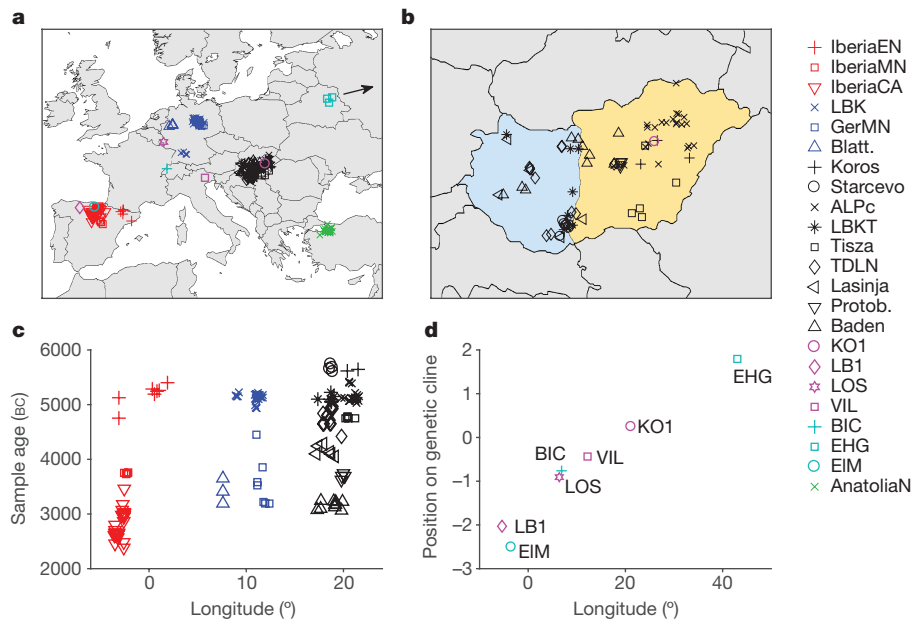 a
b
IberiaEN
IberiaMN
IberiaCA
LBK
GerMN
Blatt.
Koros
Starcevo
ALPc
LBKT
Tisza
TDLN
Lasinja
Protob.
Baden
KO1
LB1
LOS
VIL
BIC
EHG
EIM
AnatoliaN
c
Sample age (BC)
6000
5000
4000
3000
2000
0
10
20
Longitude (º)
d
Position on genetic cline
2
1
0
−1
−2
−3
EHG
KO1
BIC
VIL
LOS
LB1
EIM
0
20
40
Longitude (º)